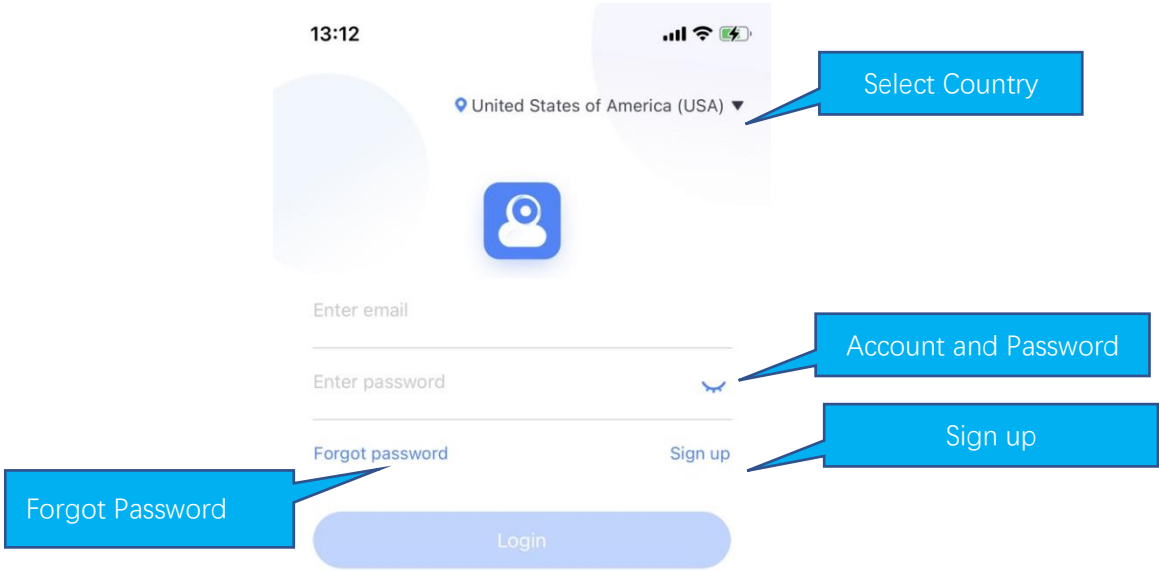 13:12
Select Country
United States of America (USA)
Enter email
Account and Password
Enter password
Sign up
Forgot password
Sign up
Forgot Password
Login